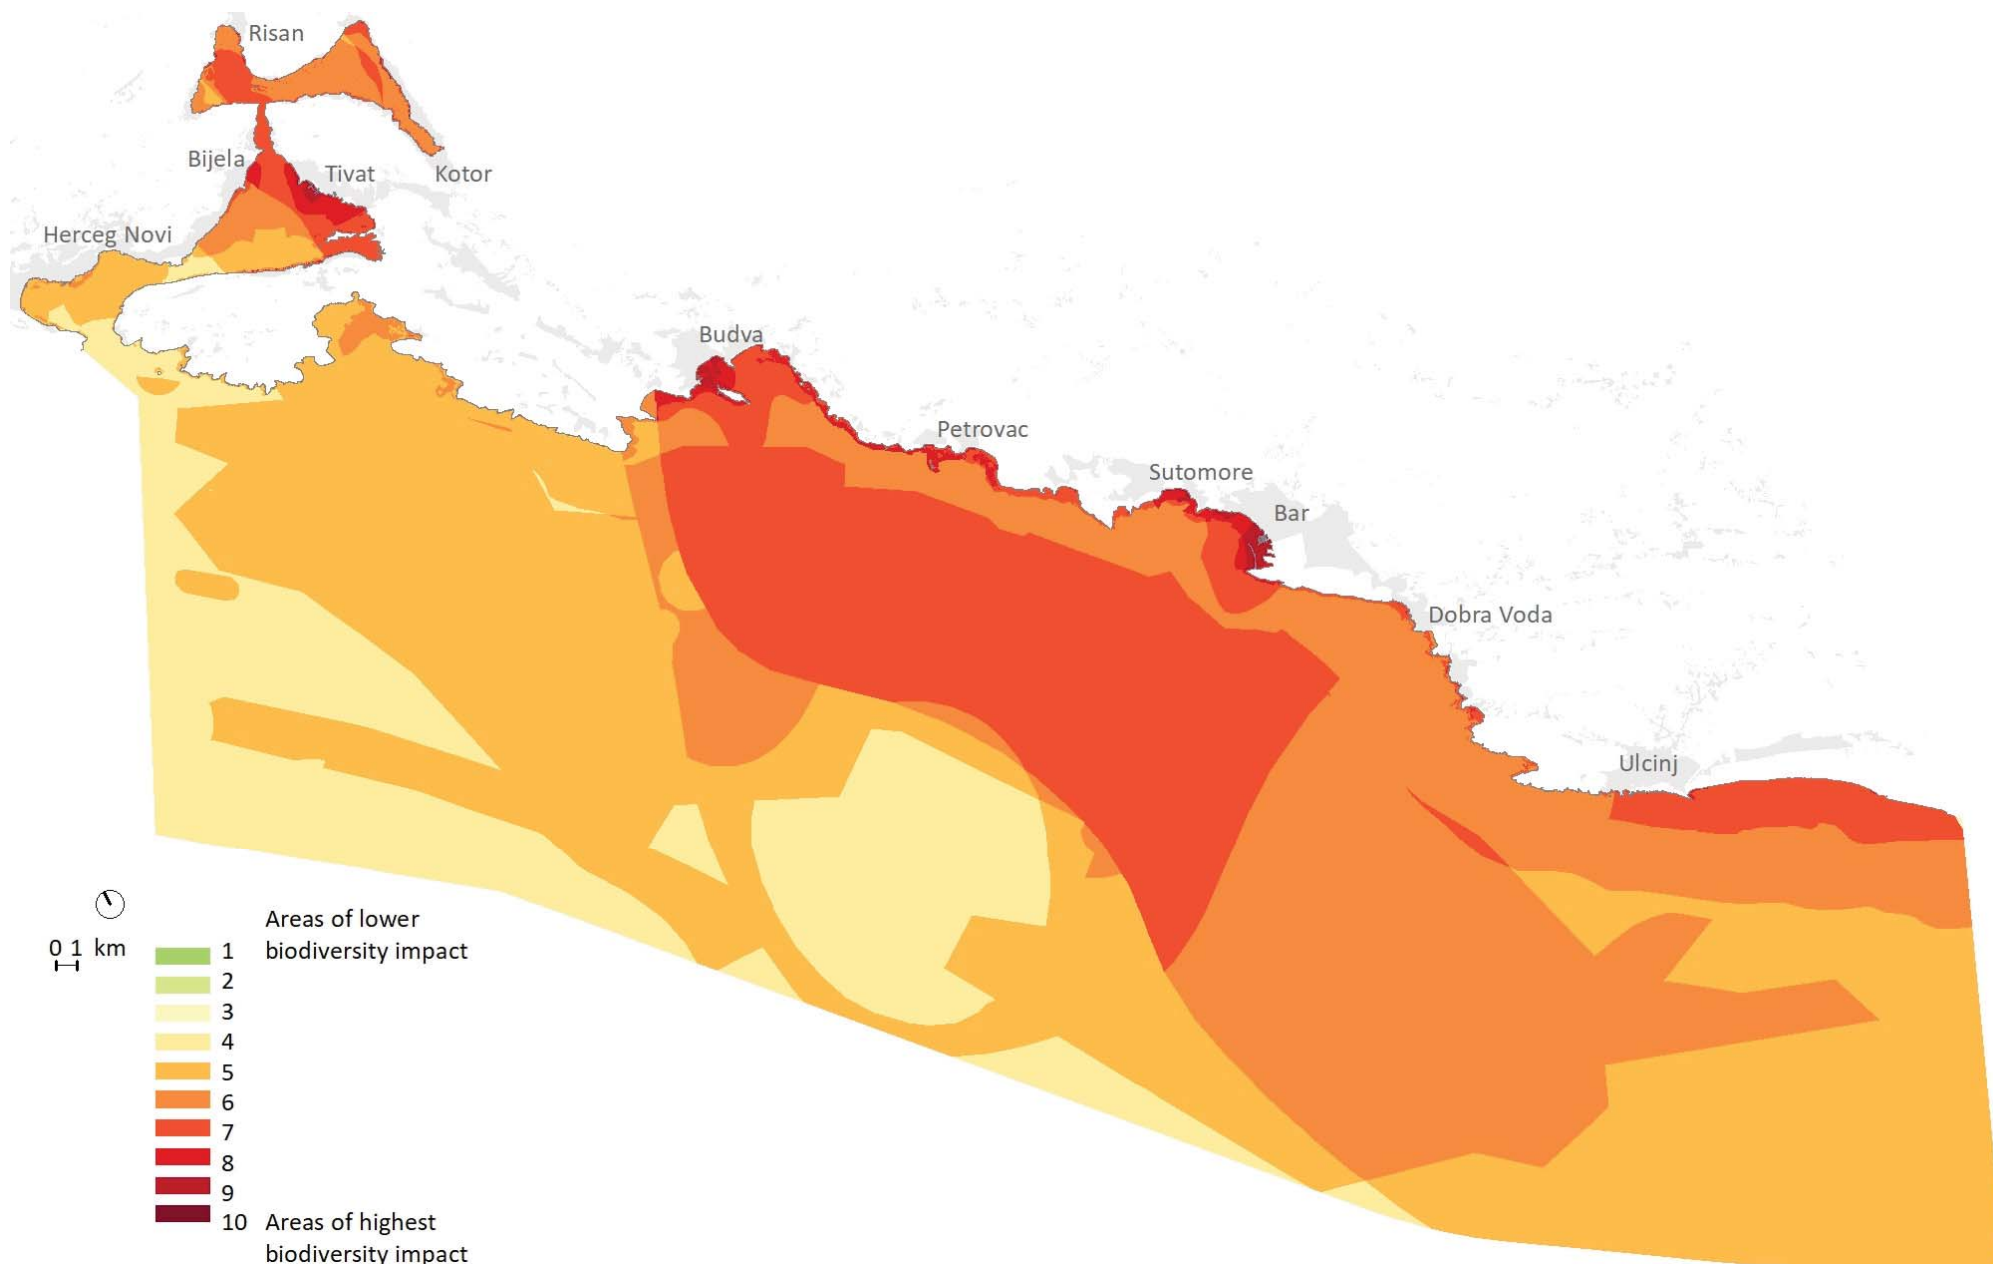 Risan
Bijela
Tivat
Kotor
Herceg Novi
Budva
Petrovac
Sutomore
Bar
Dobra Voda
Ulcinj
0 1 km
Areas of lower
biodiversity impact
1
2
3
4
5
6
7
8
9
10
Areas of highest
biodiversity impact